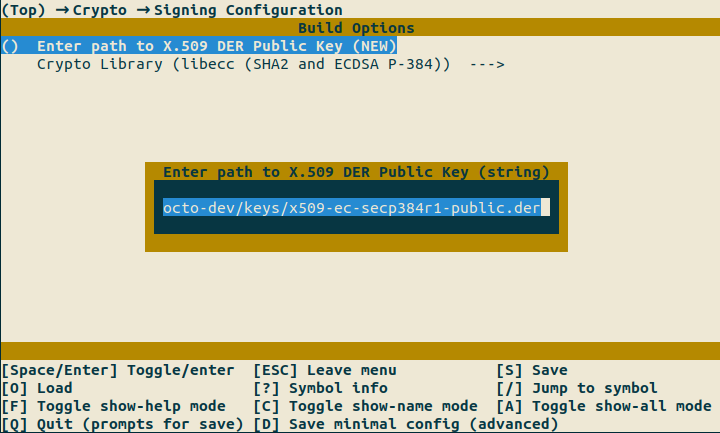 (Top) → Crypto → Signing Configuration
Build Options
() Enter path to X.509 DER Public Key (NEW)
Crypto Library (libecc (SHA2 and ECDSA P-384)) --->
Enter path to X.509 DER Public Key (string)
octo-dev/keys/x509-ec-secp384r1-public.der
[Space/Enter] Toggle/enter [ESC] Leave menu [S] Save
[O] Load [?] Symbol info [/] Jump to symbol
[F] Toggle show-help mode [C] Toggle show-name mode [A] Toggle show-all mode
[Q] Quit (prompts for save) [D] Save minimal config (advanced)